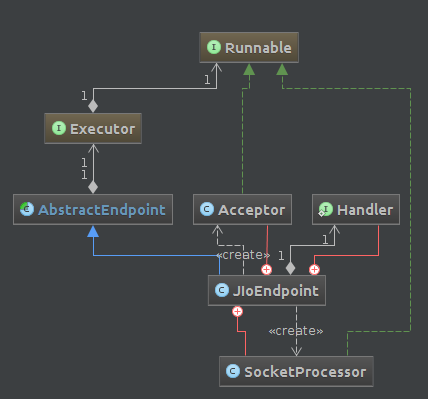 I Runnable
1
1
I Executor
1
1
C AbstractEndpoint
C Acceptor
I Handler
1
«create»
1
C JIoEndpoint
«create»
C SocketProcessor